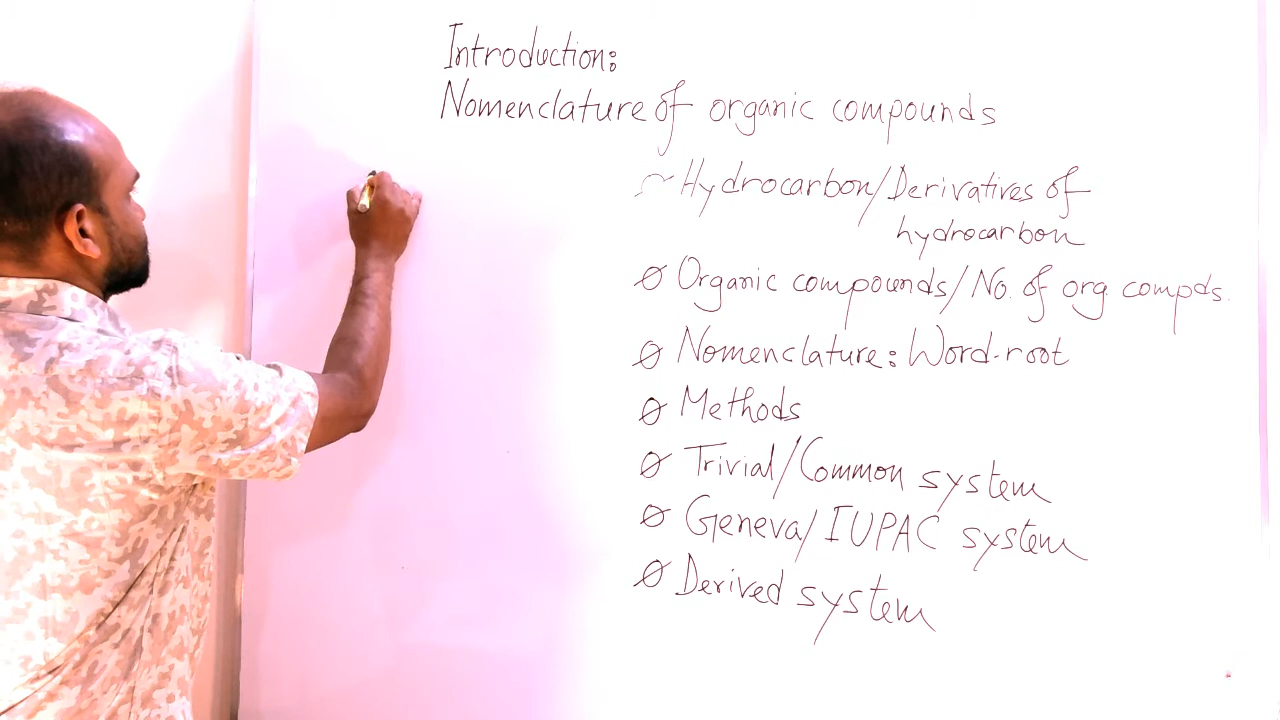 Introduction:
Nomenclature of organic compounds
Hydrocarbon/Derivatives of
hydrocarbon
Organic compounds/No. of org. compds.
Nomenclature: Word-root
Methods
Trivial/Common system
Geneva/IUPAC system
Derived system